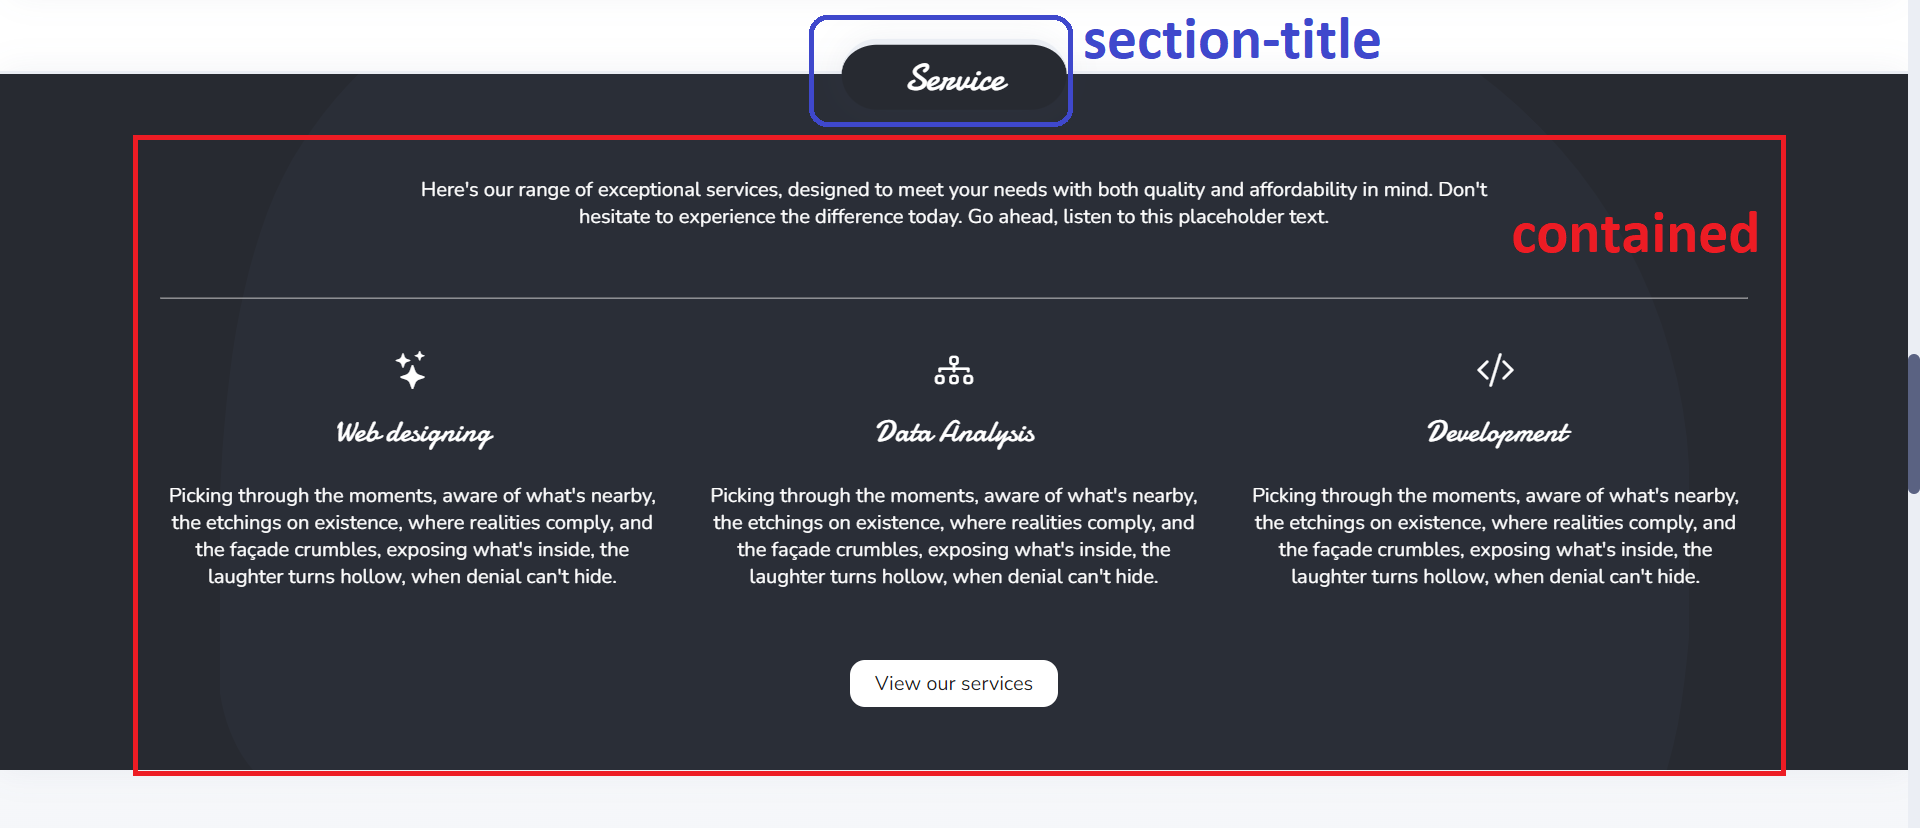 section-title
Service
Here's our range of exceptional services, designed to meet your needs with both quality and affordability in mind. Don't
hesitate to experience the difference today. Go ahead, listen to this placeholder text.
contained
Web designing
Picking through the moments, aware of what's nearby,
the etchings on existence, where realities comply, and
the façade crumbles, exposing what's inside, the
laughter turns hollow, when denial can't hide.
Data Analysis
Picking through the moments, aware of what's nearby,
the etchings on existence, where realities comply, and
the façade crumbles, exposing what's inside, the
laughter turns hollow, when denial can't hide.
Development
Picking through the moments, aware of what's nearby,
the etchings on existence, where realities comply, and
the façade crumbles, exposing what's inside, the
laughter turns hollow, when denial can't hide.
View our services